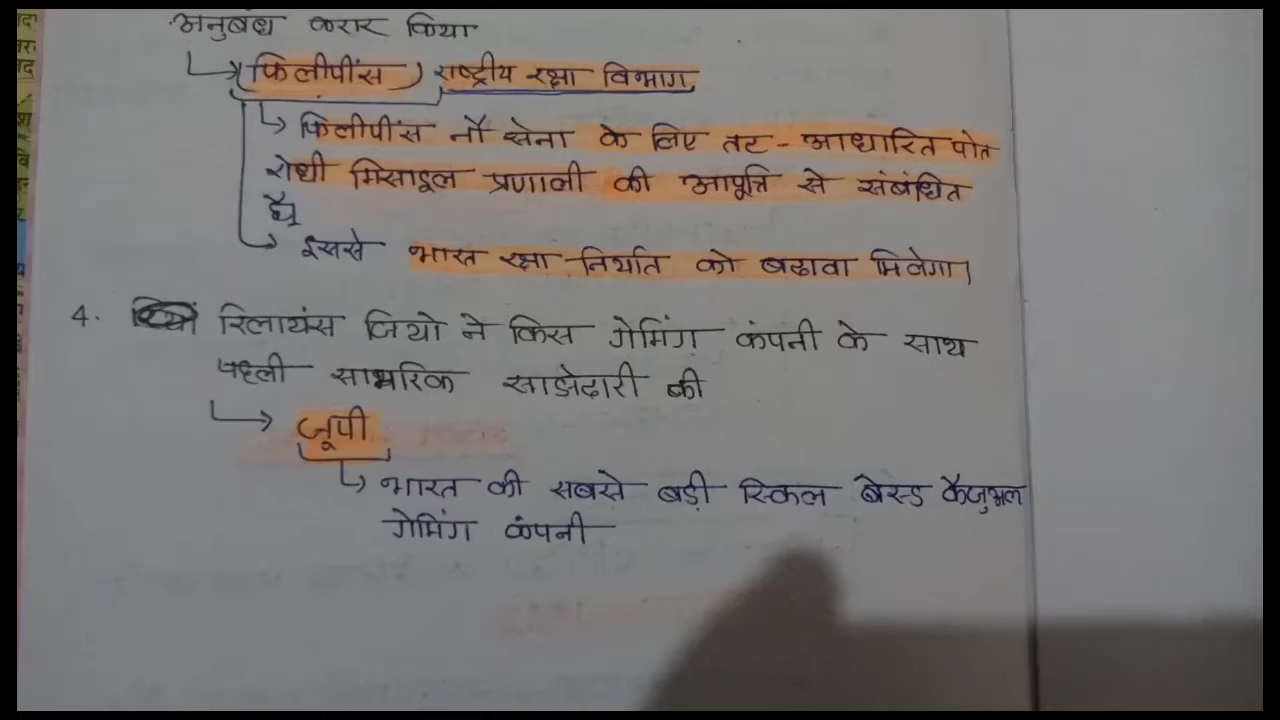 अनुबंध करार किया
(फिलीपींस) राष्ट्रीय रक्षा विभाग
फिलीपींस नौ सेना के लिए तट-आधारित पोत
रोधी मिसाइल प्रणाली की आपूर्ति से संबंधित
है
इससे भारत रक्षा निर्यात को बढावा मिलेगा।
4. रिलायंस जियो ने किस गेमिंग कंपनी के साथ
पहली सामरिक साझेदारी की
जूपी
भारत की सबसे बड़ी स्किल बेस्ड कैजुअल
गेमिंग कंपनी